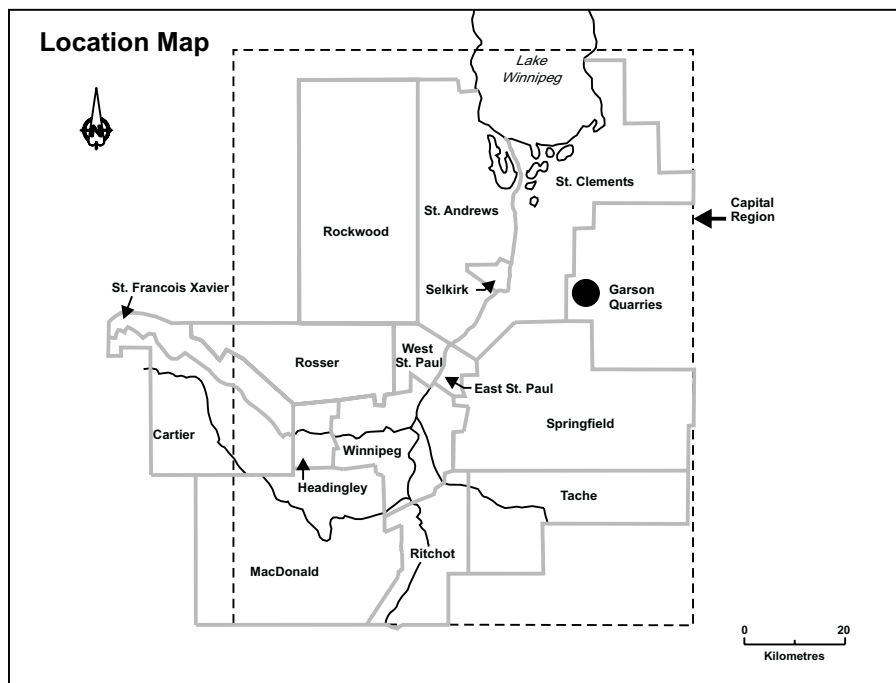 Location Map
Lake
Winnipeg
N
St. Clements
Capital
Region
St. Andrews
Rockwood
St. Francois Xavier
Selkirk
Garson
Quarries
West
St. Paul
Rosser
East St. Paul
Springfield
Cartier
Winnipeg
Headingley
Tache
Ritchot
MacDonald
0
20
Kilometres